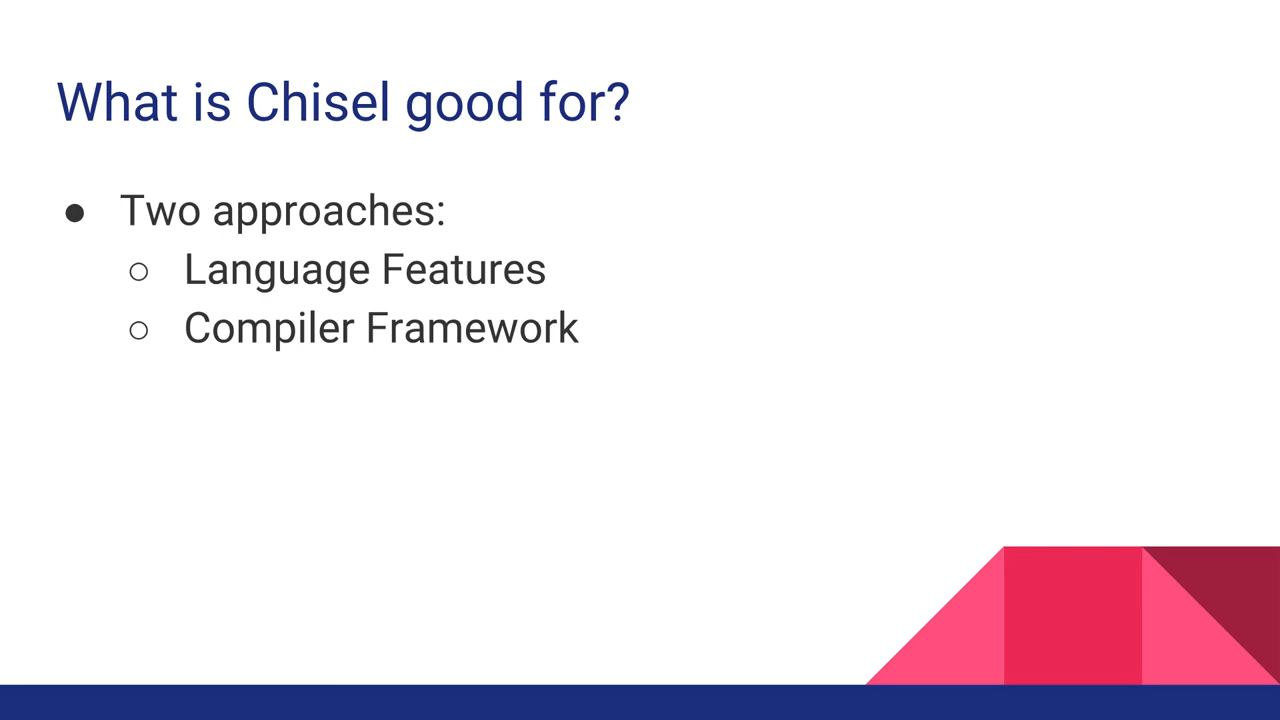 What is Chisel good for?
● Two approaches:
○ Language Features
○ Compiler Framework